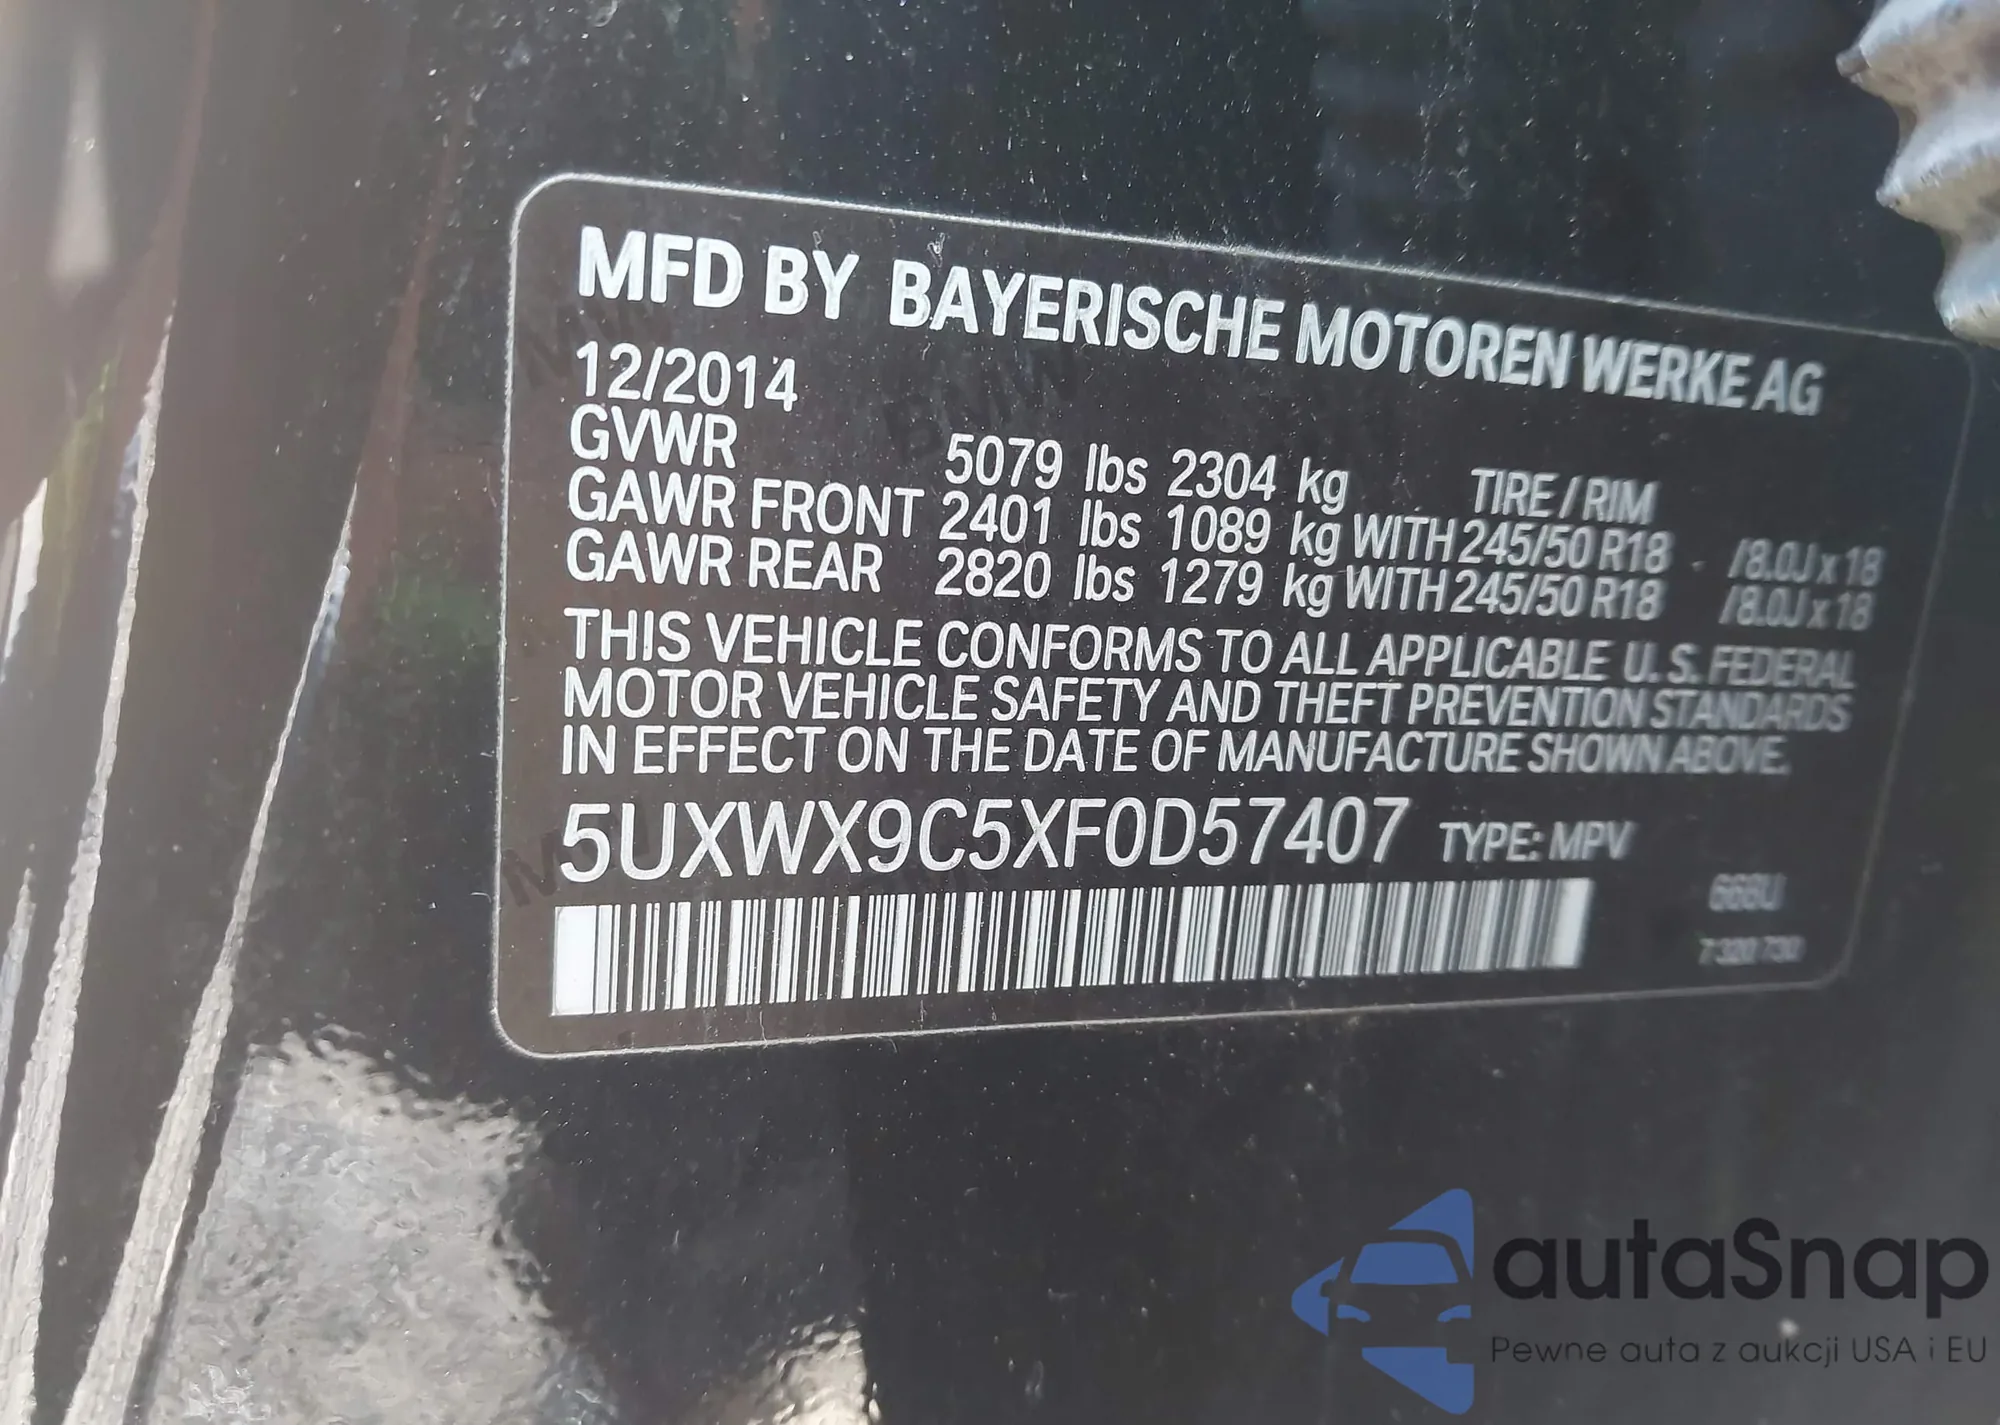 MFD BY BAYERISCHE MOTOREN WERKE AG
12/2014
GVWR 5079 lbs 2304 kg TIRE / RIM
GAWR FRONT 2401 lbs 1089 kg WITH 245/50 R18 /8.0J x 18
GAWR REAR 2820 lbs 1279 kg WITH 245/50 R18 /8.0J x 18
THIS VEHICLE CONFORMS TO ALL APPLICABLE U. S. FEDERAL
MOTOR VEHICLE SAFETY AND THEFT PREVENTION STANDARDS
IN EFFECT ON THE DATE OF MANUFACTURE SHOWN ABOVE.
5UXWX9C5XF0D57407 TYPE: MPV
668U
7 320 730
autaSnap
Pewne auta z aukcji USA i EU